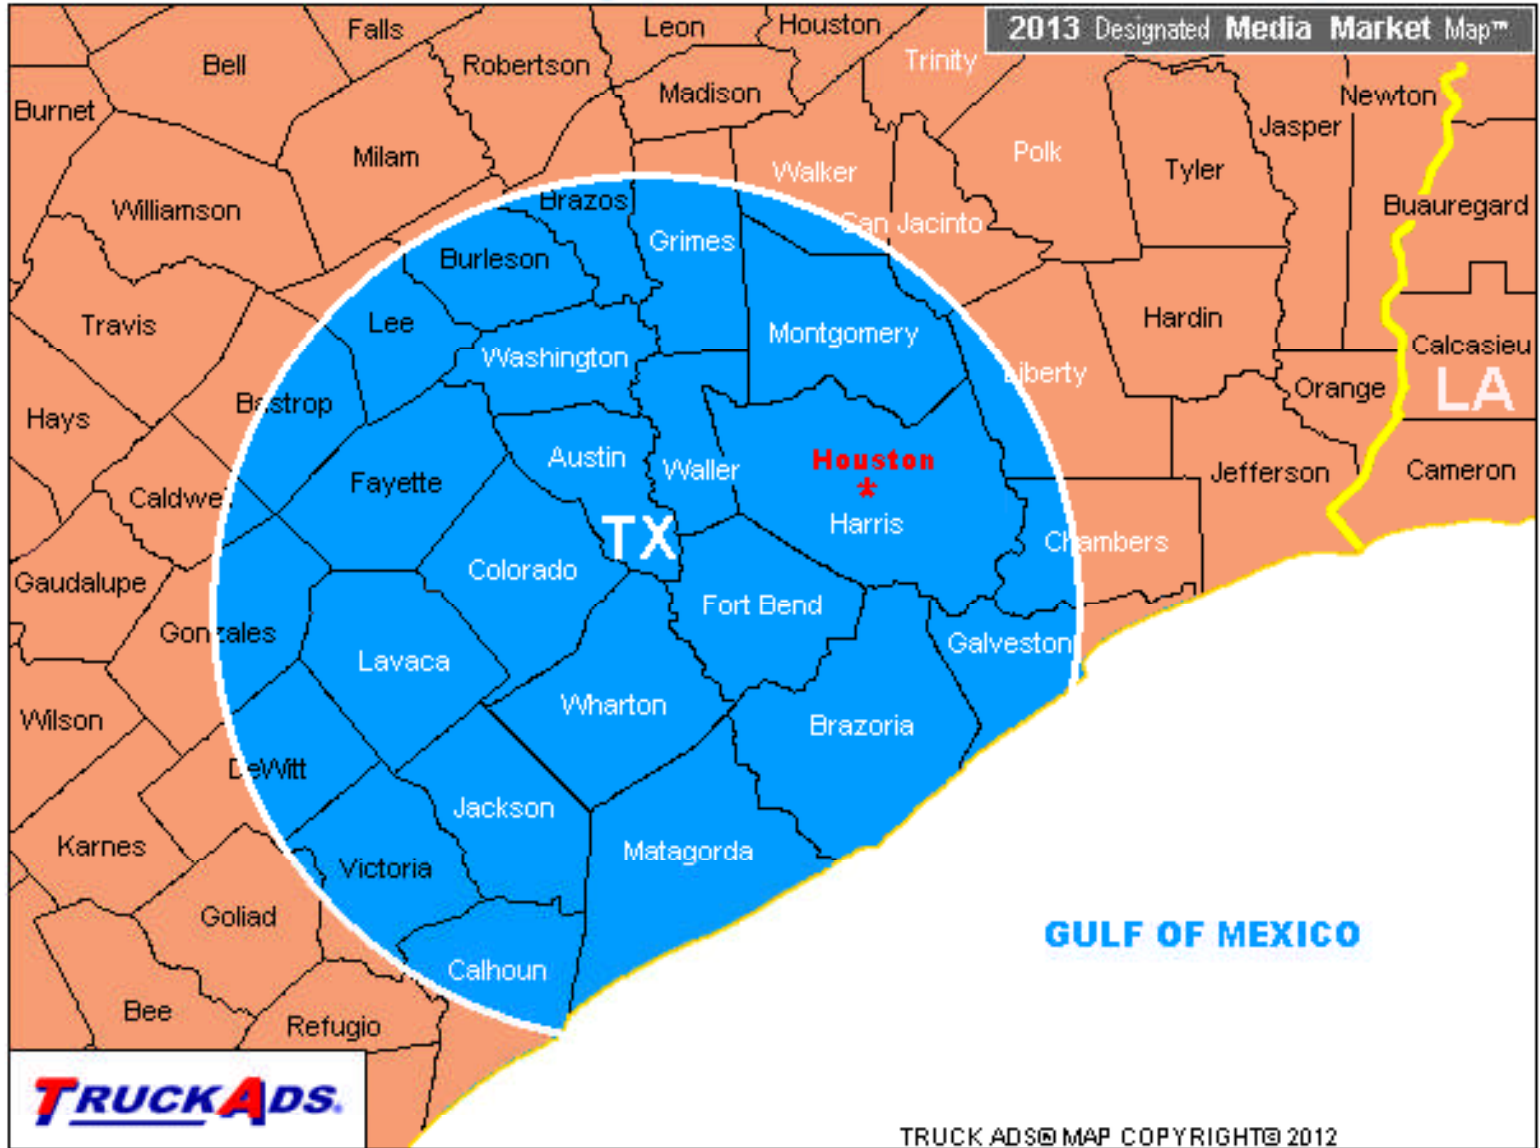 2013 Designated Media Market Map™
Falls
Leon
Houston
Bell
Robertson
Trinity
Madison
Newton
Burnet
Jasper
Milam
Walker
Polk
Tyler
Williamson
Brazos
San Jacinto
Buauregard
Grimes
Burleson
Travis
Lee
Montgomery
Hardin
Calcasieu
Washington
Liberty
Orange
LA
Hays
Bastrop
Austin
Houston
*
Waller
Jefferson
Cameron
Fayette
Caldwel
Harris
TX
Chambers
Colorado
Gaudalupe
Fort Bend
Gonzales
Galveston
Lavaca
Wharton
Wilson
Brazoria
DeWitt
Jackson
Karnes
Matagorda
Victoria
Goliad
GULF OF MEXICO
Calhoun
Bee
Refugio
TRUCKADS.
TRUCK ADS® MAP COPYRIGHT© 2012